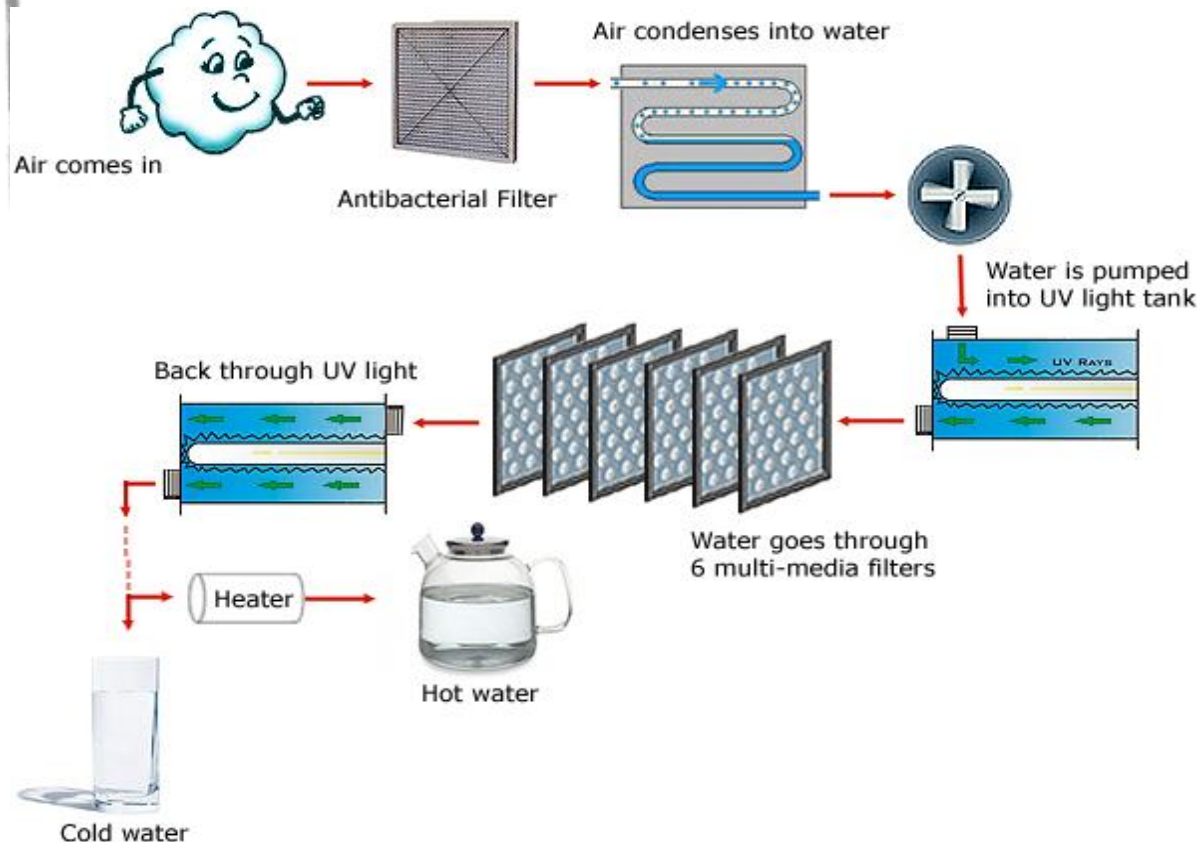 Air comes in
Antibacterial Filter
Air condenses into water
Water is pumped
into UV light tank
UV RAYS
Water goes through
6 multi-media filters
Back through UV light
Heater
Hot water
Cold water